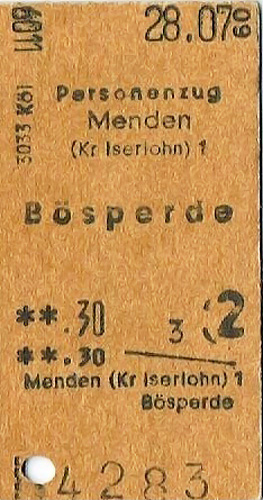 28.07 60
Personenzug
Menden
(Kr Iserlohn) 1
3033 Köl
Bösperde
**.30 3 2
**.30
Menden (Kr Iserlohn) 1
Bösperde
4283